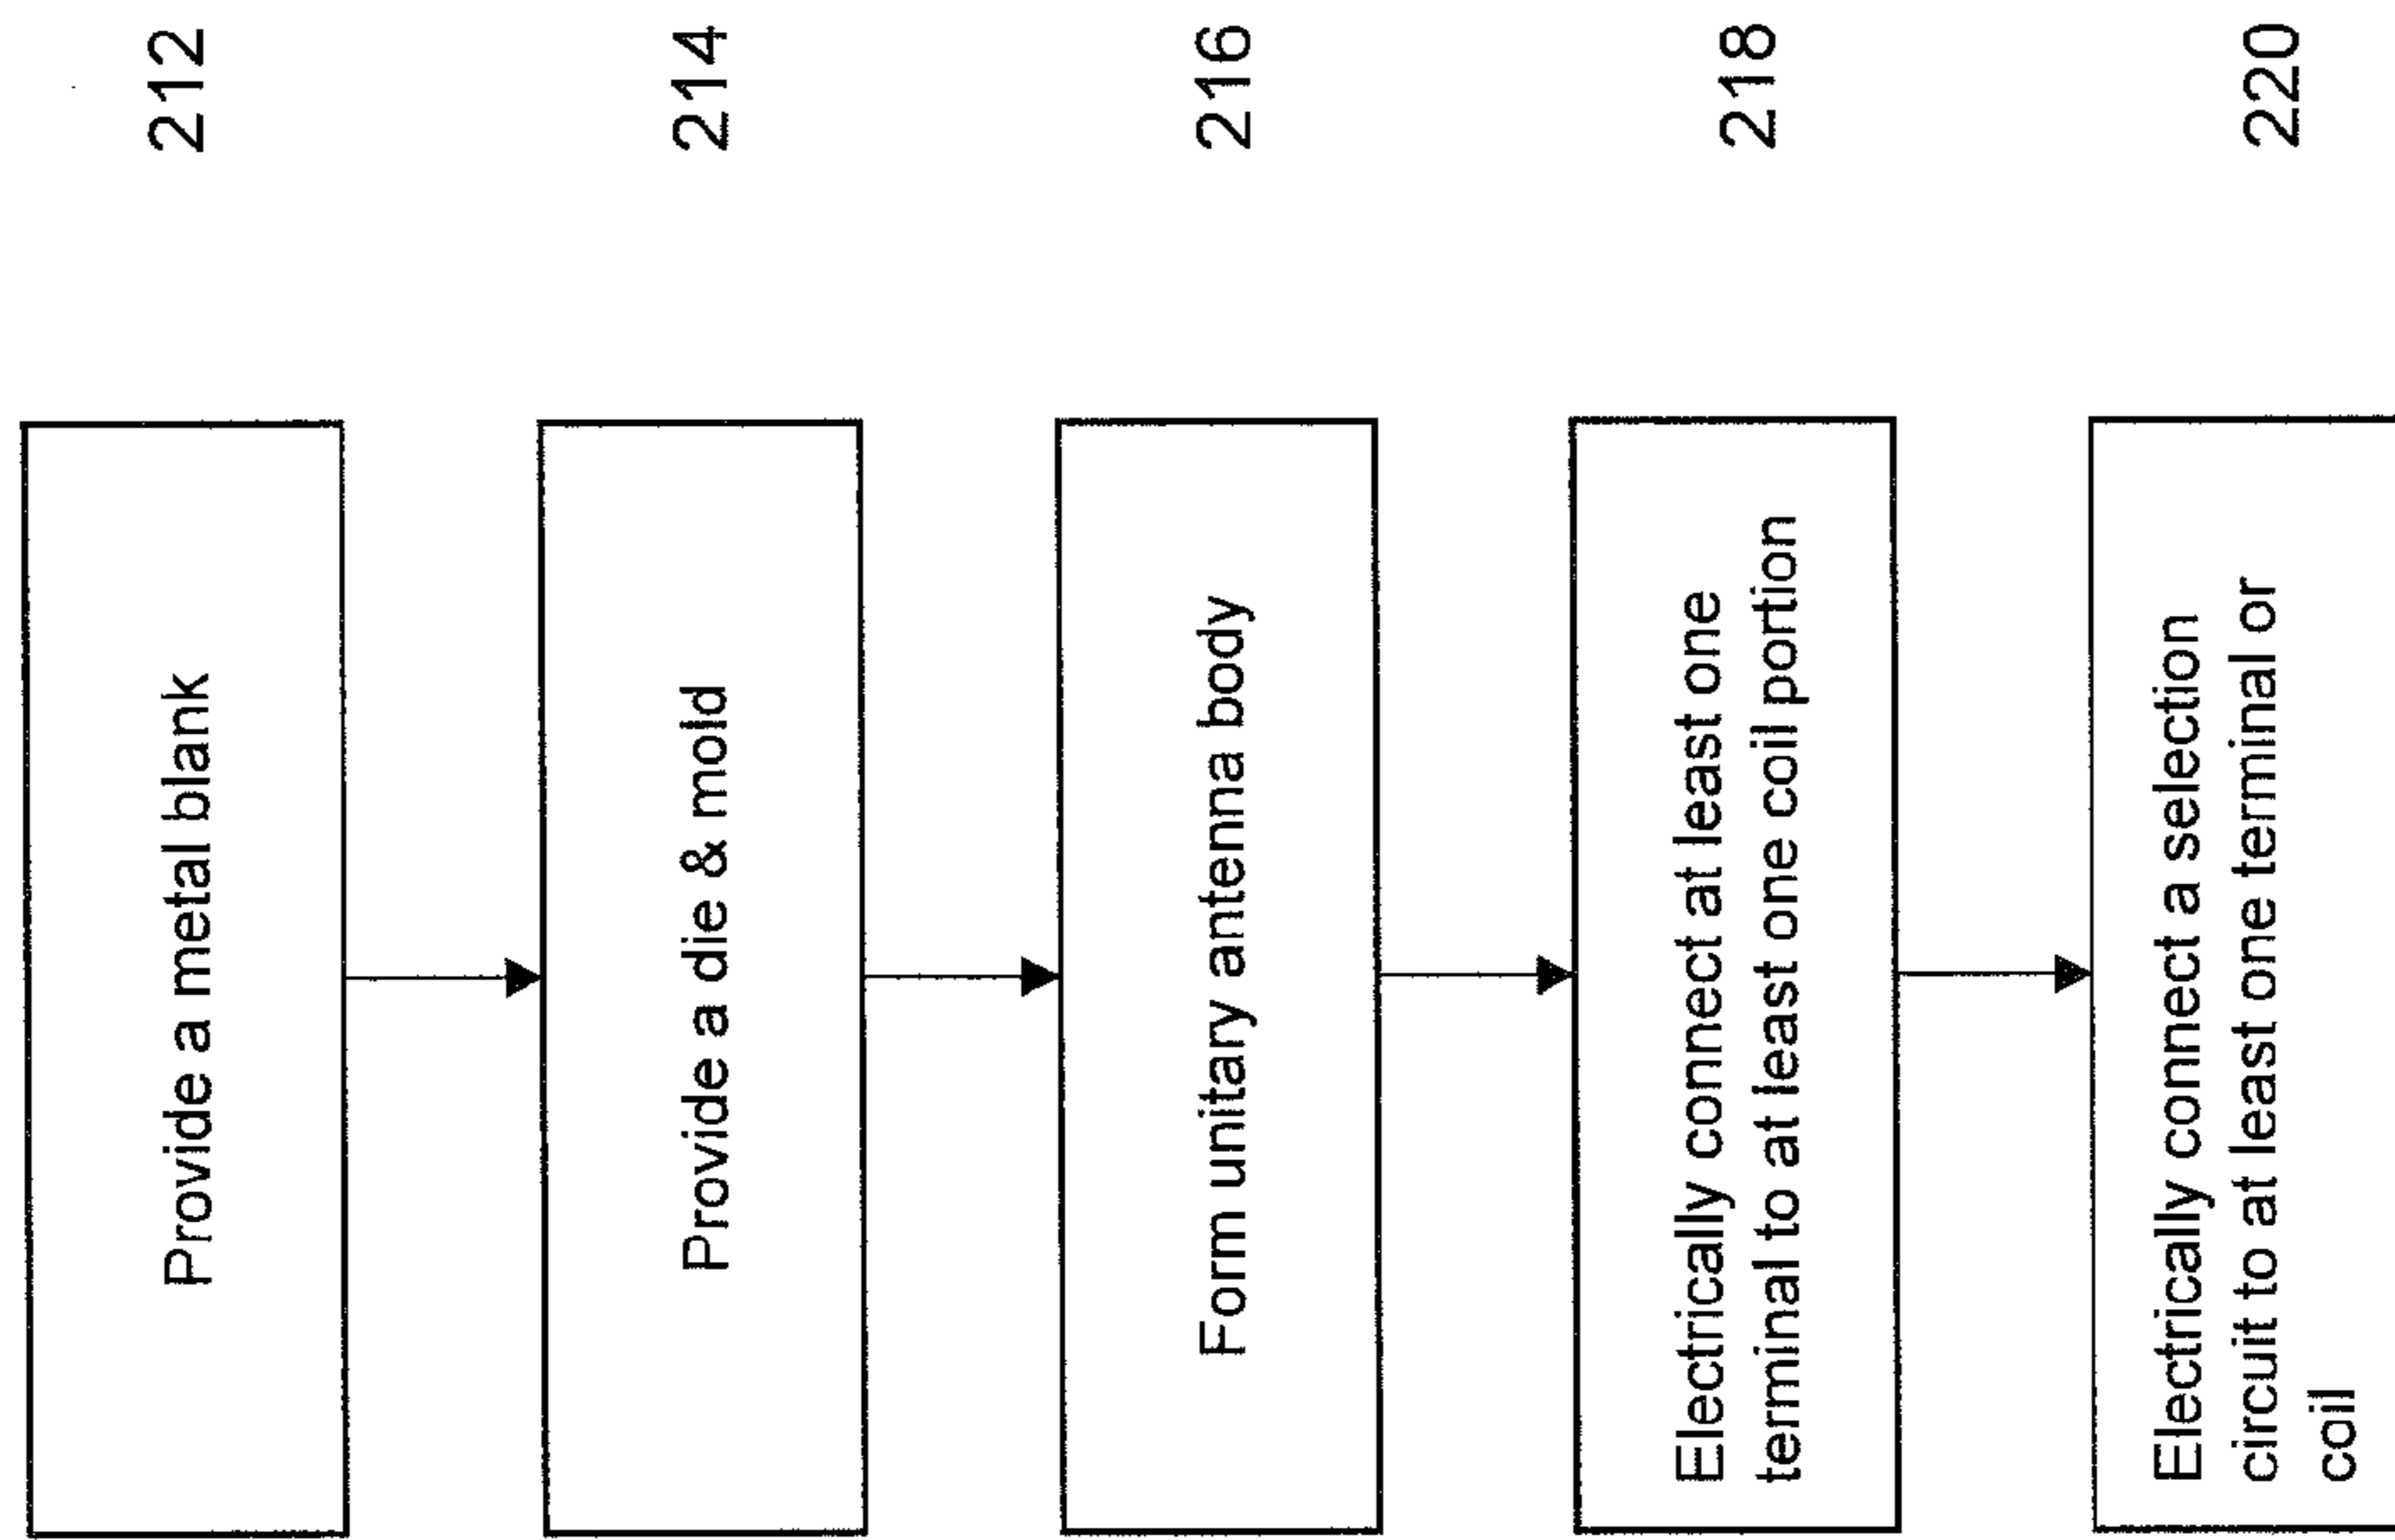 Provide a metal blank
212
Provide a die & mold
214
Form unitary antenna body
216
Electrically connect at least one
terminal to at least one coil portion
218
Electrically connect a selection
circuit to at least one terminal or
coil
220